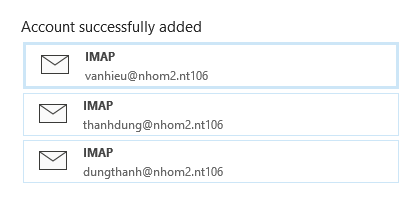 Account successfully added
IMAP
vanhieu@nhom2.nt106
IMAP
thanhdung@nhom2.nt106
IMAP
dungthanh@nhom2.nt106